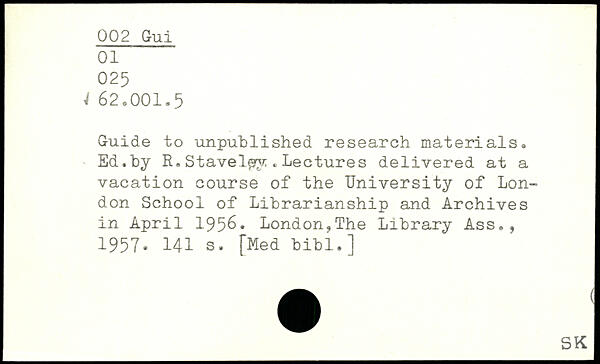 002 Gui
01
025
62.001.5
Guide to unpublished research materials.
Ed.by R.Staveley.Lectures delivered at a
vacation course of the University of Lon-
don School of Librarianship and Archives
in April 1956. London,The Library Ass.,
1957. 141 s. [Med bibl.]
SK